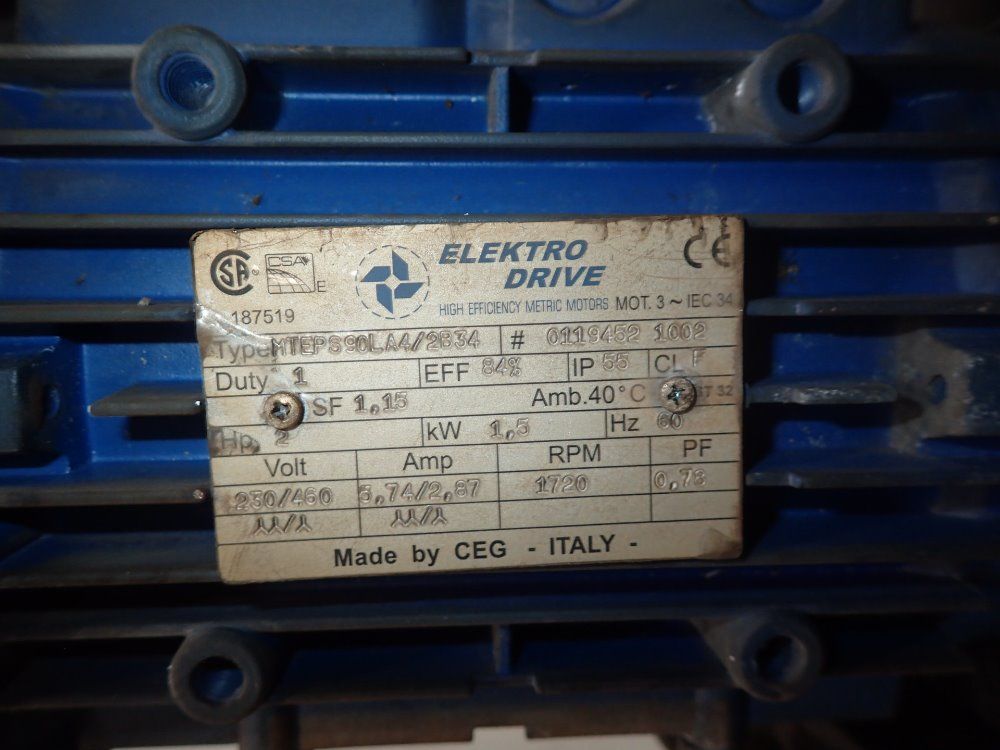 CSA
E
187519
ELEKTRO
DRIVE
HIGH EFFICIENCY METRIC MOTORS MOT. 3 ~ IEC 34
CE
Type MTEPS90LA4/2B34 # 0119452 1002
Duty 1 EFF 84% IP 55 CL F
SF 1,15 Amb.40°C
Hp. 2 kW 1,5 Hz 60
Volt Amp RPM PF
230/460 5,74/2,87 1720 0,78
⅄⅄/⅄ ⅄⅄/⅄
Made by CEG - ITALY -